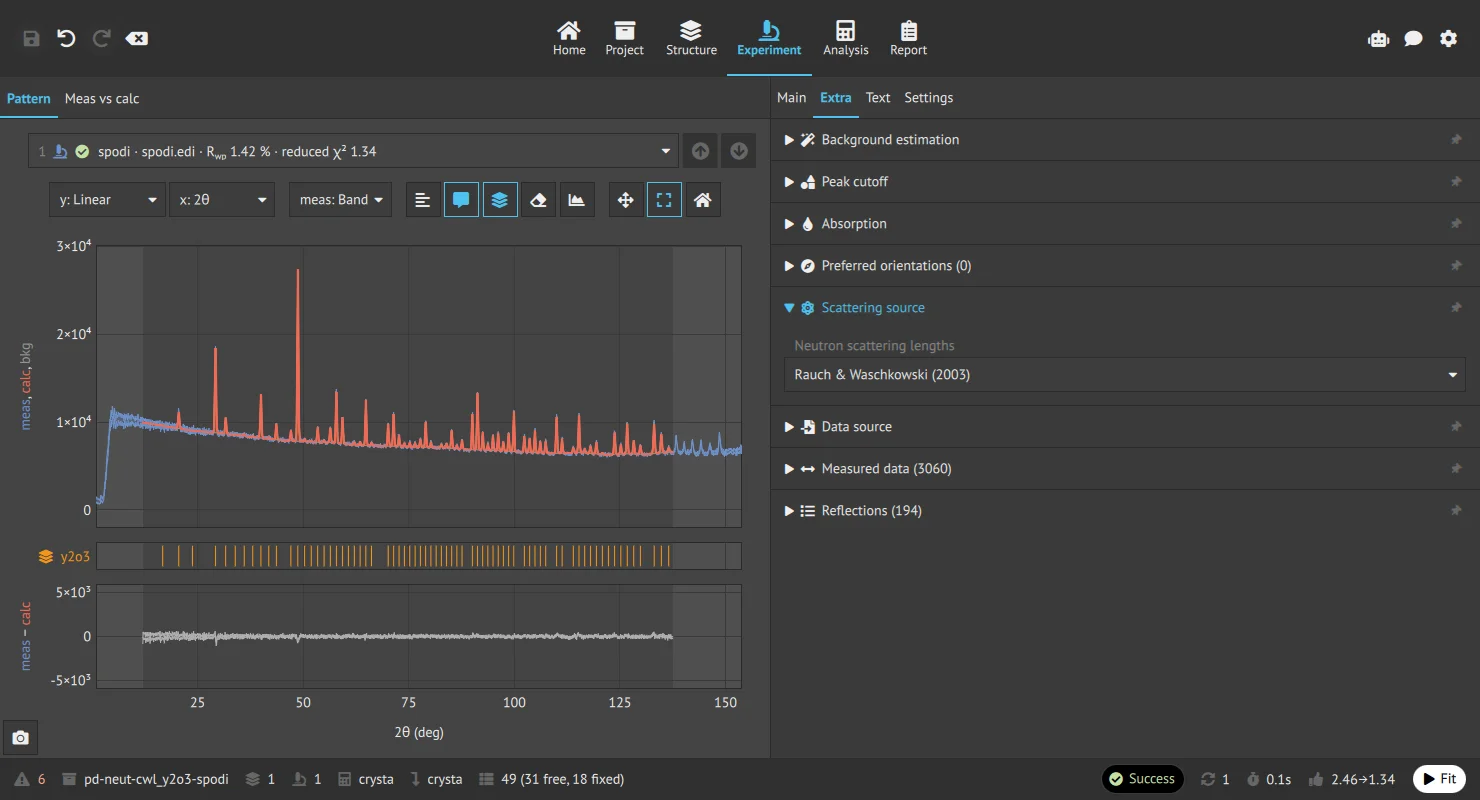 Home Project Structure Experiment Analysis Report
Pattern Meas vs calc
Main Extra Text Settings
1 spodi · spodi.edi · Rwp 1.42 % · reduced χ² 1.34
y: Linear x: 2θ meas: Band
3×10⁴
2×10⁴
1×10⁴
0
meas, calc, bkg
y2o3
5×10³
0
-5×10³
meas − calc
25 50 75 100 125 150
2θ (deg)
Background estimation
Peak cutoff
Absorption
Preferred orientations (0)
Scattering source
Neutron scattering lengths
Rauch & Waschkowski (2003)
Data source
Measured data (3060)
Reflections (194)
6 pd-neut-cwl_y2o3-spodi 1 1 crysta crysta 49 (31 free, 18 fixed) Success 1 0.1s 2.46→1.34 Fit